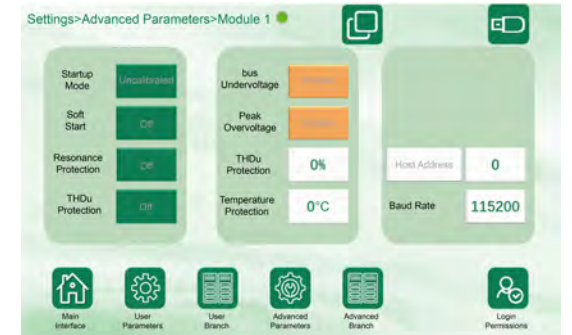 Settings>Advanced Parameters>Module 1
Startup
Mode
Uncalibrated
Soft
Start
Off
Resonance
Protection
Off
THDu
Protection
Off
bus
Undervoltage
Peak
Overvoltage
THDu
Protection
0%
Temperature
Protection
0°C
Host Address
0
Baud Rate
115200
Main
Interface
User
Parameters
User
Branch
Advanced
Parameters
Advanced
Branch
Login
Permissions